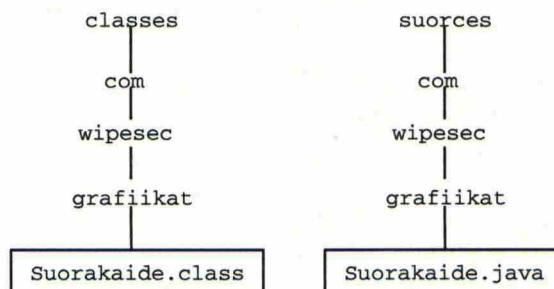 classes
com
wipesec
grafiikat
Suorakaide.class
suorces
com
wipesec
grafiikat
Suorakaide.java